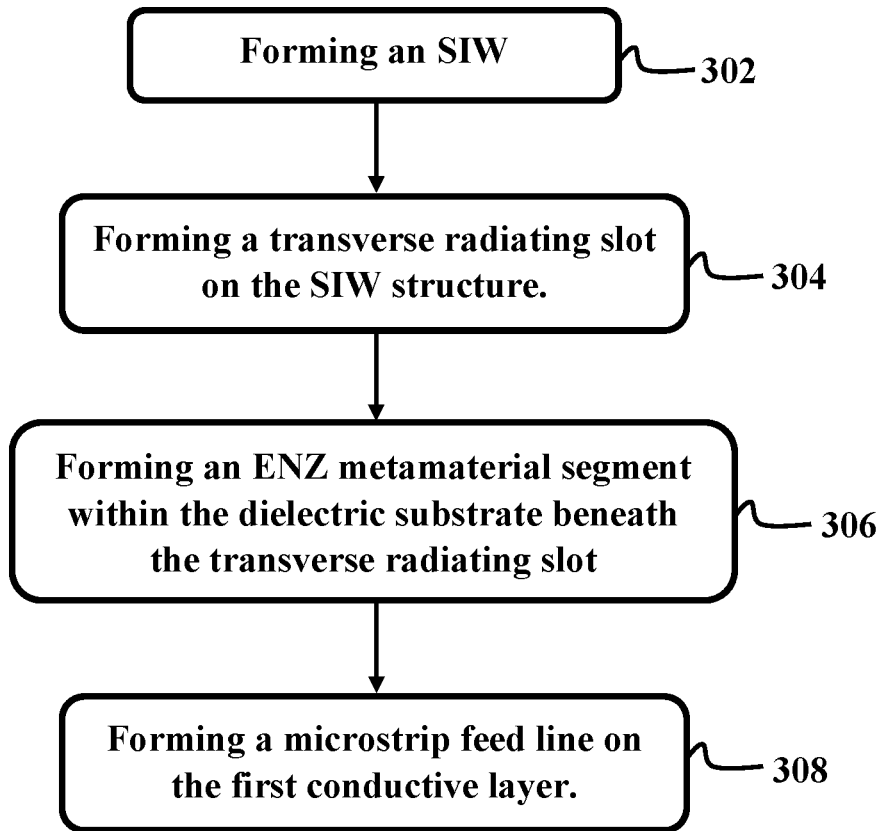 Forming an SIW
302
Forming a transverse radiating slot
on the SIW structure.
304
Forming an ENZ metamaterial segment
within the dielectric substrate beneath
the transverse radiating slot
306
Forming a microstrip feed line on
the first conductive layer.
308